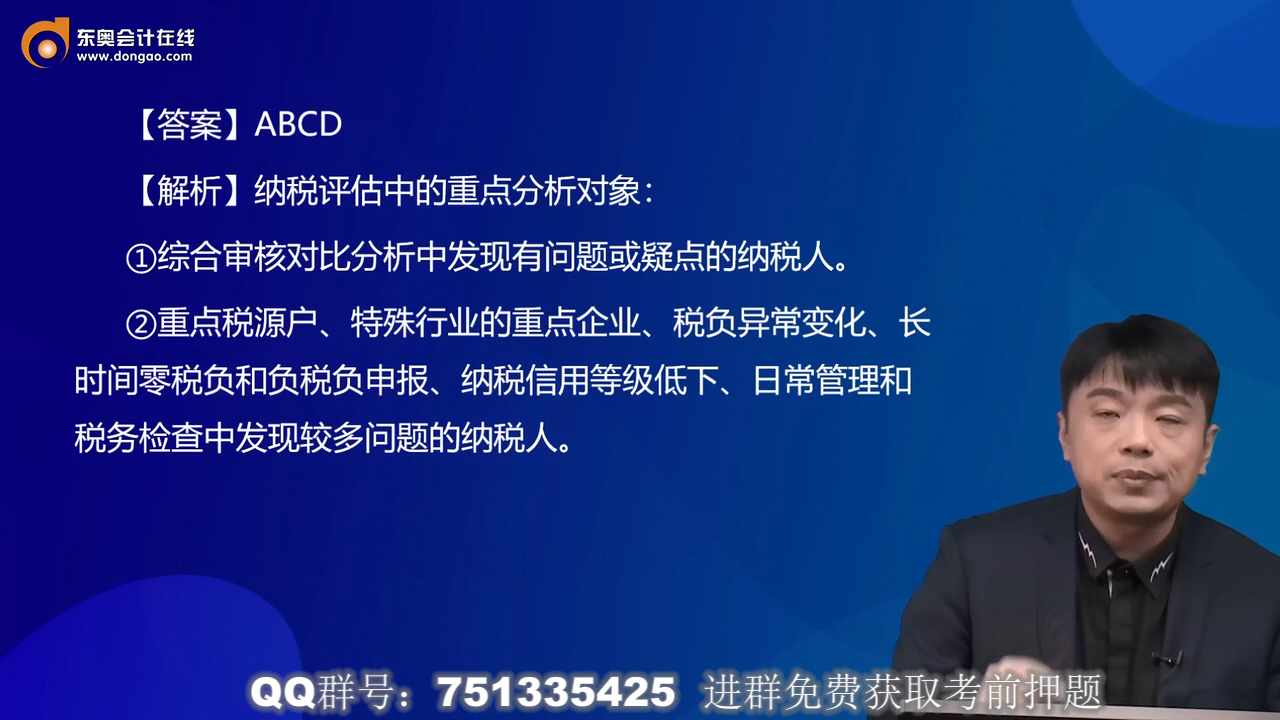 东奥会计在线
www.dongao.com
【答案】ABCD
【解析】纳税评估中的重点分析对象：
①综合审核对比分析中发现有问题或疑点的纳税人。
②重点税源户、特殊行业的重点企业、税负异常变化、长
时间零税负和负税负申报、纳税信用等级低下、日常管理和
税务检查中发现较多问题的纳税人。
QQ群号：751335425 进群免费获取考前押题